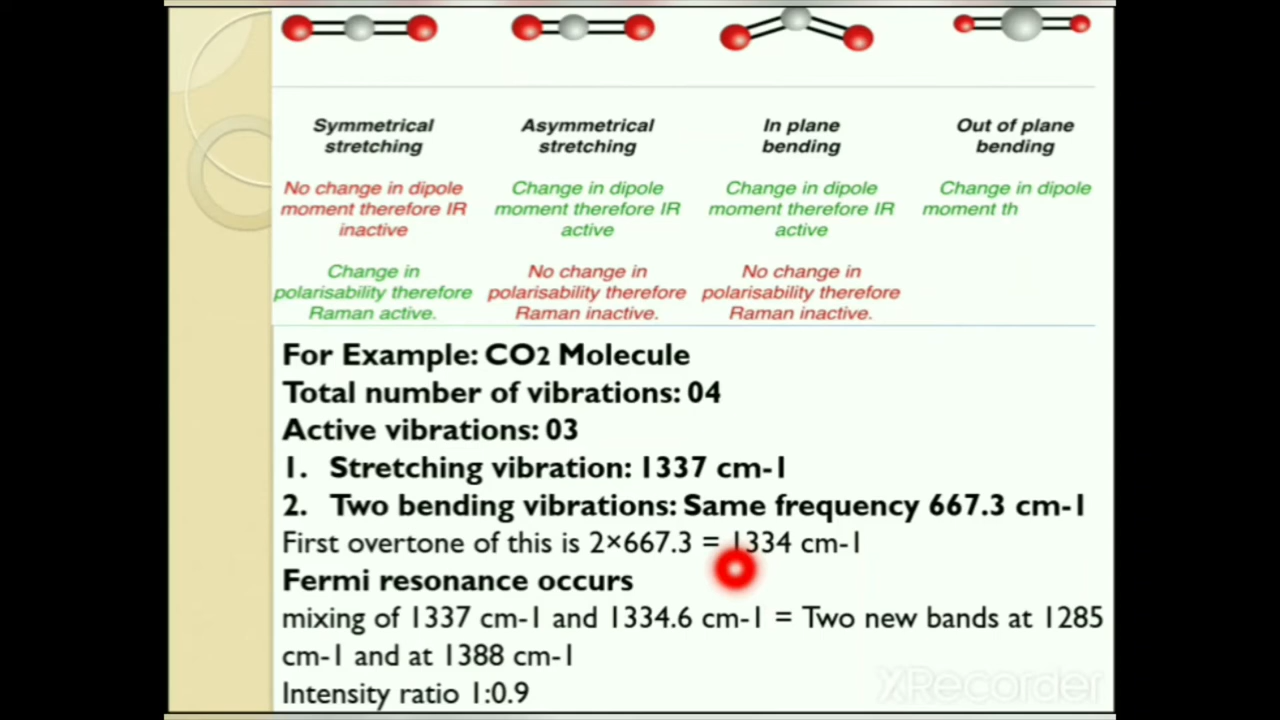 Symmetrical stretching
Asymmetrical stretching
In plane bending
Out of plane bending
No change in dipole moment therefore IR inactive
Change in dipole moment therefore IR active
Change in dipole moment therefore IR active
Change in dipole moment th
Change in polarisability therefore Raman active.
No change in polarisability therefore Raman inactive.
No change in polarisability therefore Raman inactive.
For Example: CO2 Molecule
Total number of vibrations: 04
Active vibrations: 03
1. Stretching vibration: 1337 cm-1
2. Two bending vibrations: Same frequency 667.3 cm-1
First overtone of this is 2×667.3 = 1334 cm-1
Fermi resonance occurs
mixing of 1337 cm-1 and 1334.6 cm-1 = Two new bands at 1285
cm-1 and at 1388 cm-1
Intensity ratio 1:0.9
XRecorder